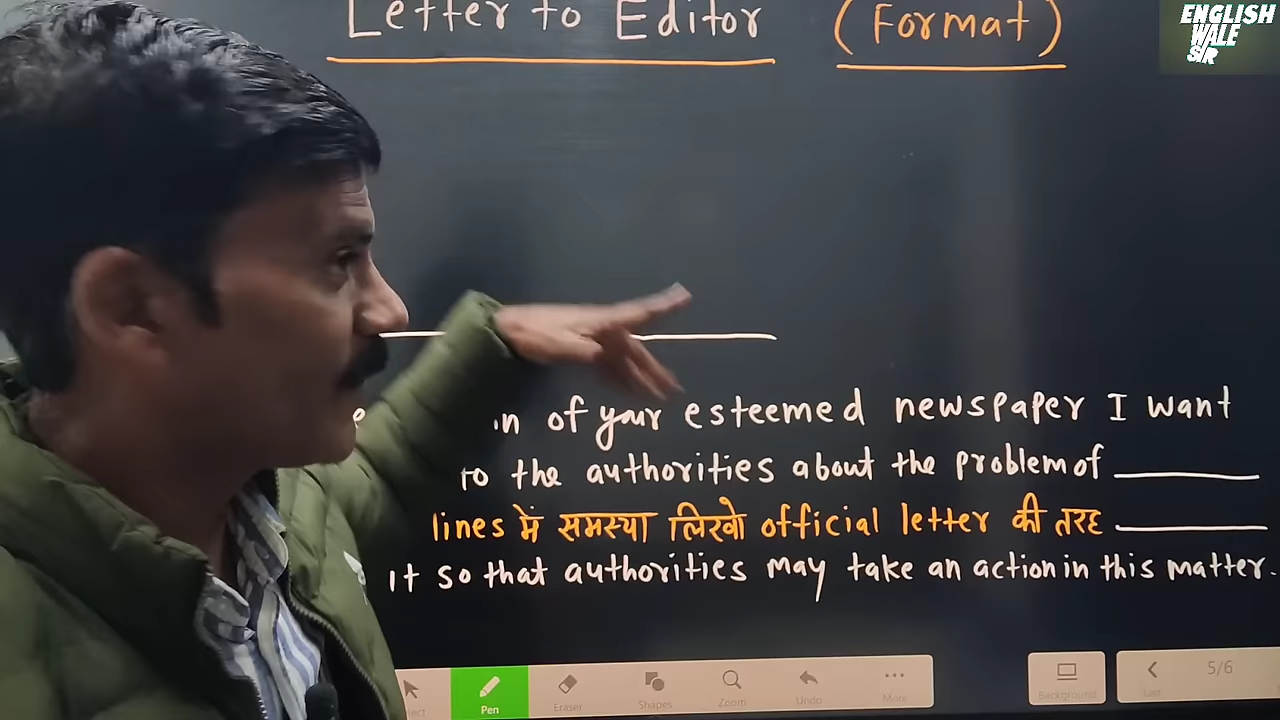 Letter to Editor (Format)
ENGLISH
WALE
SIR
of your esteemed newspaper I want
to the authorities about the problem of
lines में समस्या लिखो official letter की तरह
it so that authorities may take an action in this matter.
Pen
Eraser
Shapes
Zoom
Undo
More
Background
Last
5/6